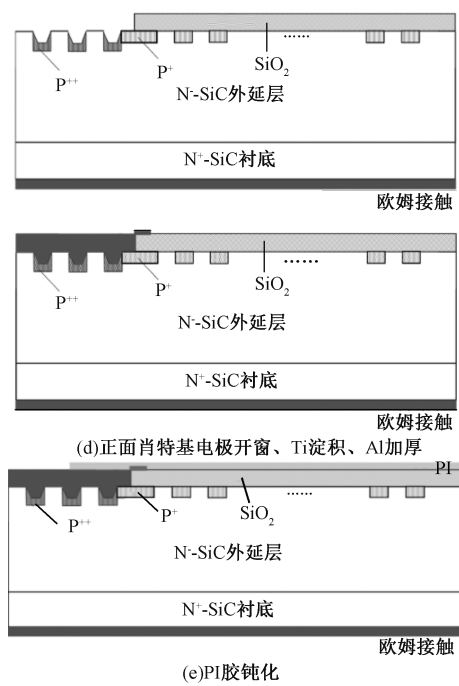 ……
P⁺⁺
P⁺
SiO₂
N⁻-SiC外延层
N⁺-SiC衬底
欧姆接触
……
P⁺⁺
P⁺
SiO₂
N⁻-SiC外延层
N⁺-SiC衬底
欧姆接触
(d)正面肖特基电极开窗、Ti淀积、Al加厚
PI
……
P⁺⁺
P⁺
SiO₂
N⁻-SiC外延层
N⁺-SiC衬底
欧姆接触
(e)PI胶钝化